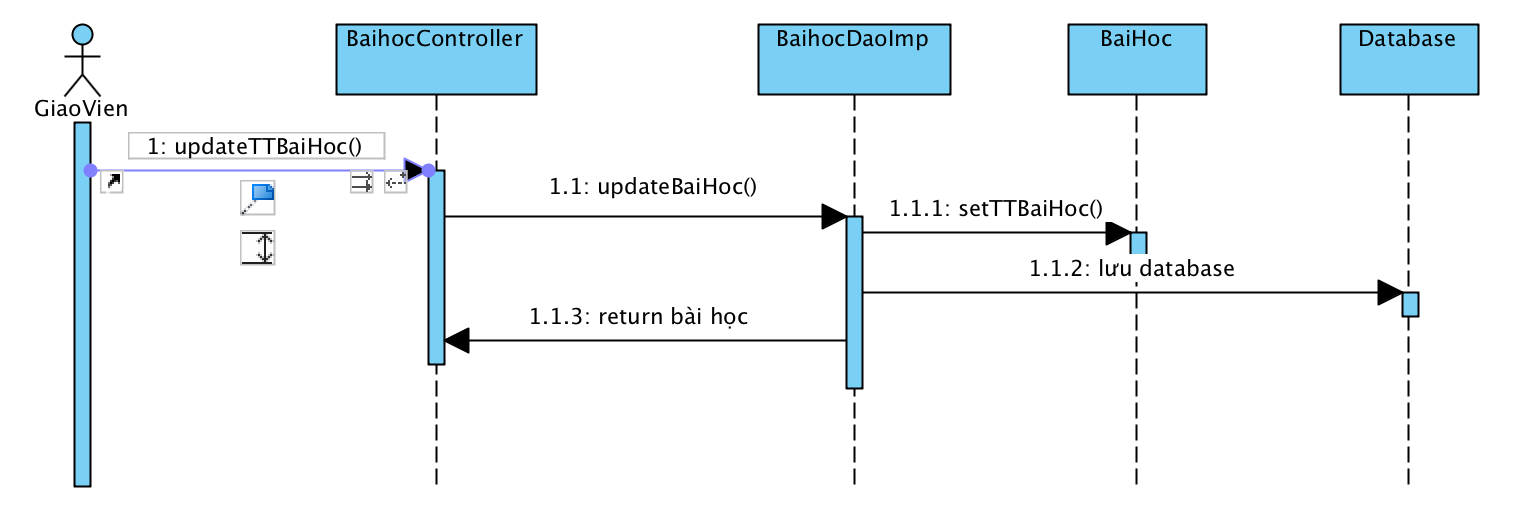 BaihocController
BaihocDaoImp
BaiHoc
Database
GiaoVien
1: updateTTBaiHoc()
1.1: updateBaiHoc()
1.1.1: setTTBaiHoc()
1.1.2: lưu database
1.1.3: return bài học